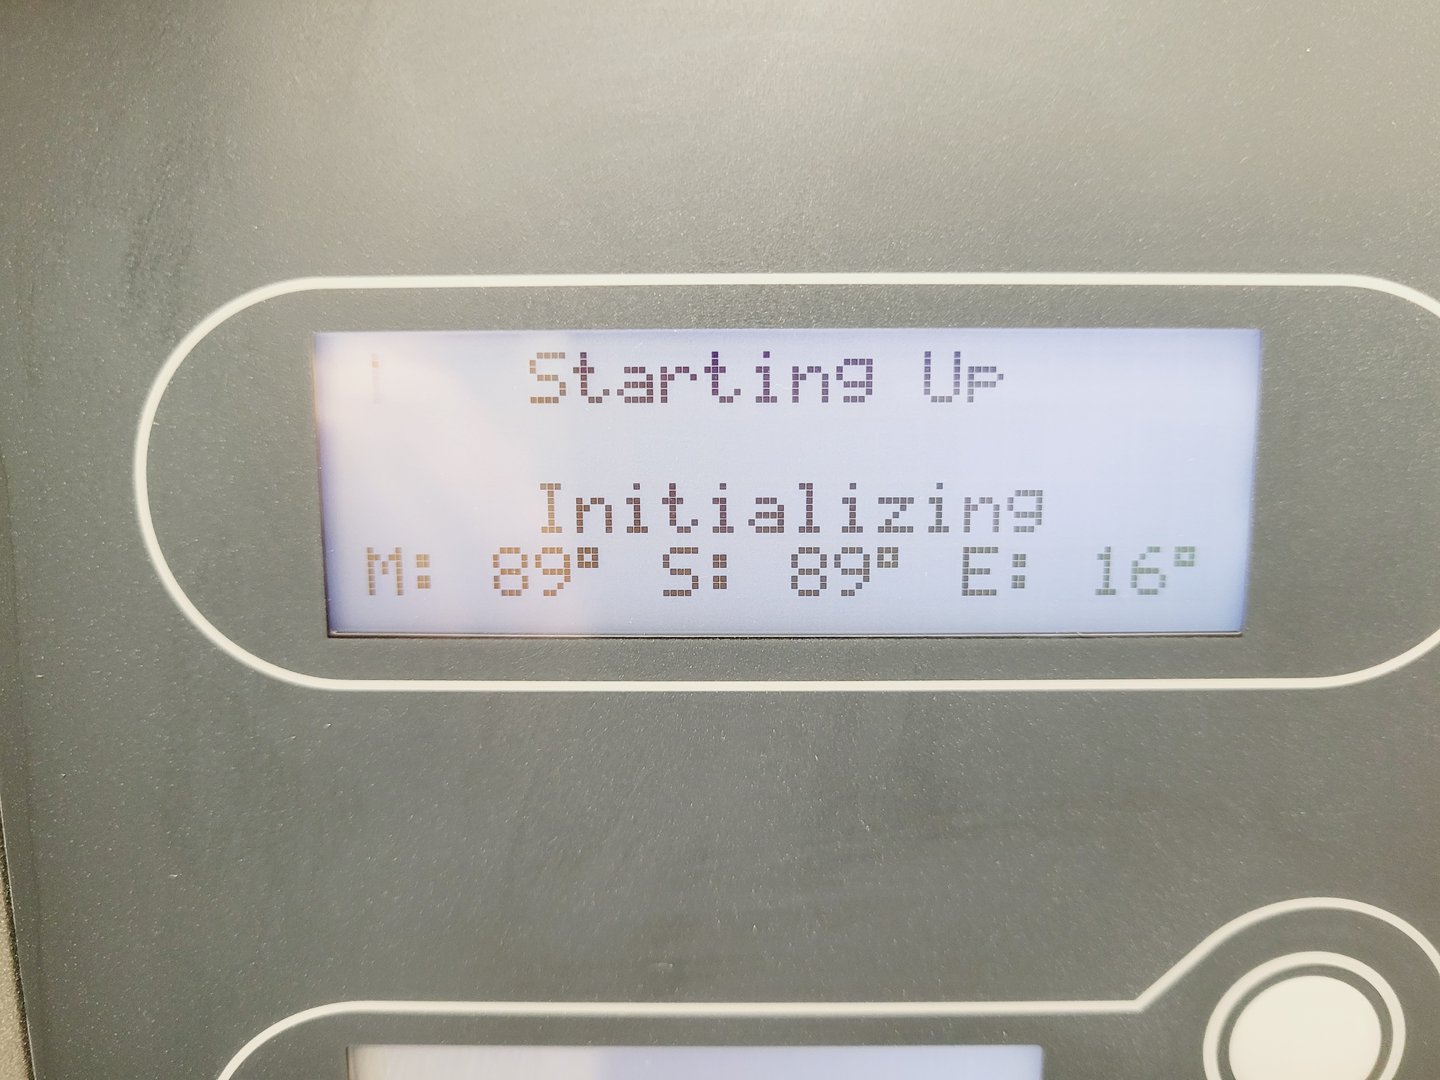 Starting Up
Initializing
M: 89° S: 89° E: 16°